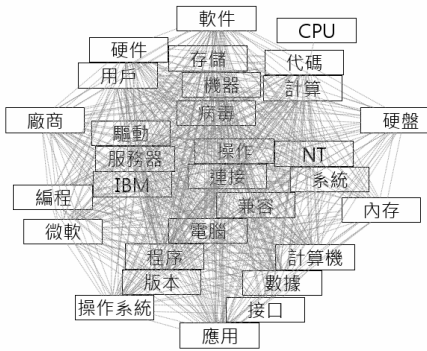 軟件
CPU
硬件
存儲
代碼
用戶
機器
計算
病毒
廠商
硬盤
驅動
操作
NT
服務器
連接
系統
IBM
編程
兼容
內存
微軟
電腦
程序
計算機
版本
數據
操作系統
接口
應用